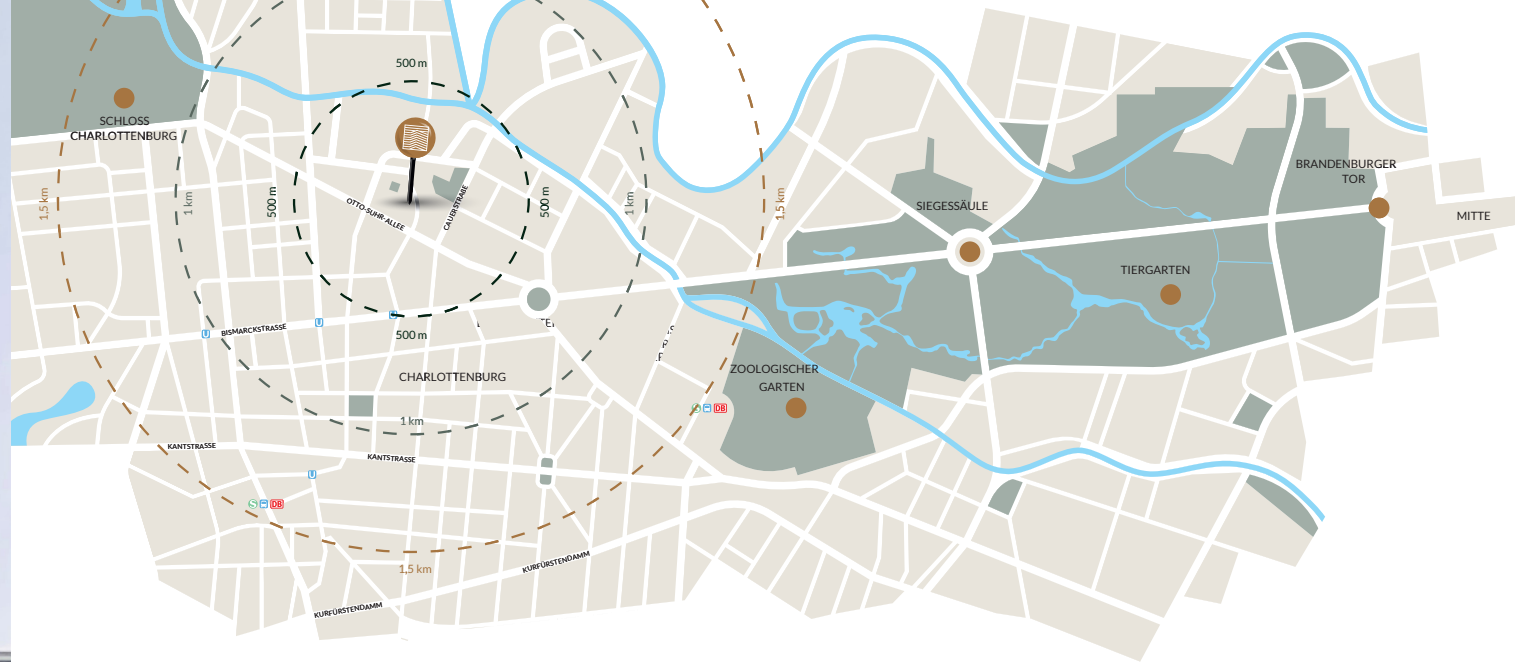 500 m
SCHLOSS
CHARLOTTENBURG
1,5 km
1 km
500 m
OTTO-SUHR-ALLEE
CAUERSTRAßE
500 m
1 km
1,5 km
SIEGESSÄULE
BRANDENBURGER
TOR
MITTE
TIERGARTEN
U
BISMARCKSTRASSE
U
500 m
CHARLOTTENBURG
ZOOLOGISCHER
GARTEN
S
DB
1 km
KANTSTRASSE
KANTSTRASSE
U
S
DB
1,5 km
KURFÜRSTENDAMM
KURFÜRSTENDAMM